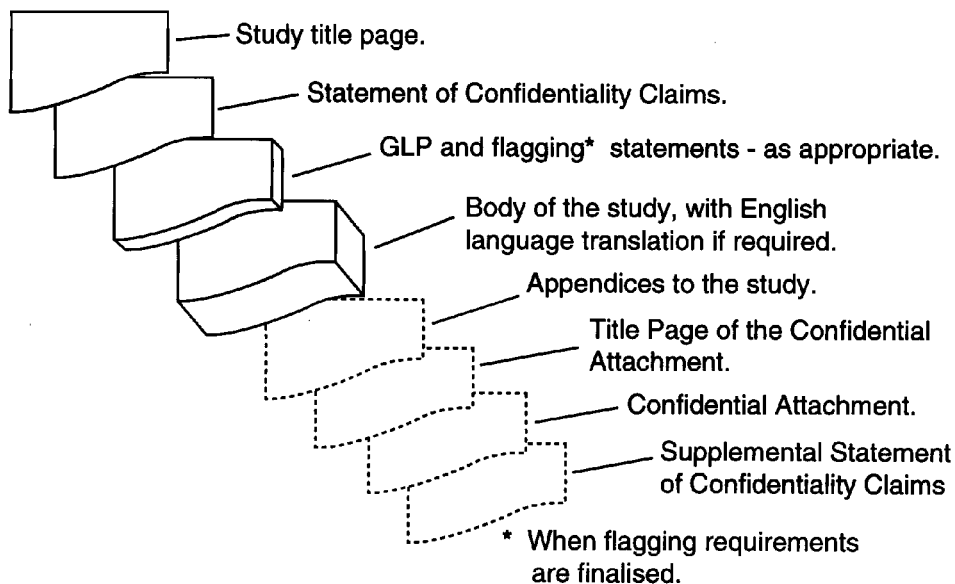 Study title page.
Statement of Confidentiality Claims.
GLP and flagging* statements - as appropriate.
Body of the study, with English
language translation if required.
Appendices to the study.
Title Page of the Confidential
Attachment.
Confidential Attachment.
Supplemental Statement
of Confidentiality Claims
* When flagging requirements
are finalised.